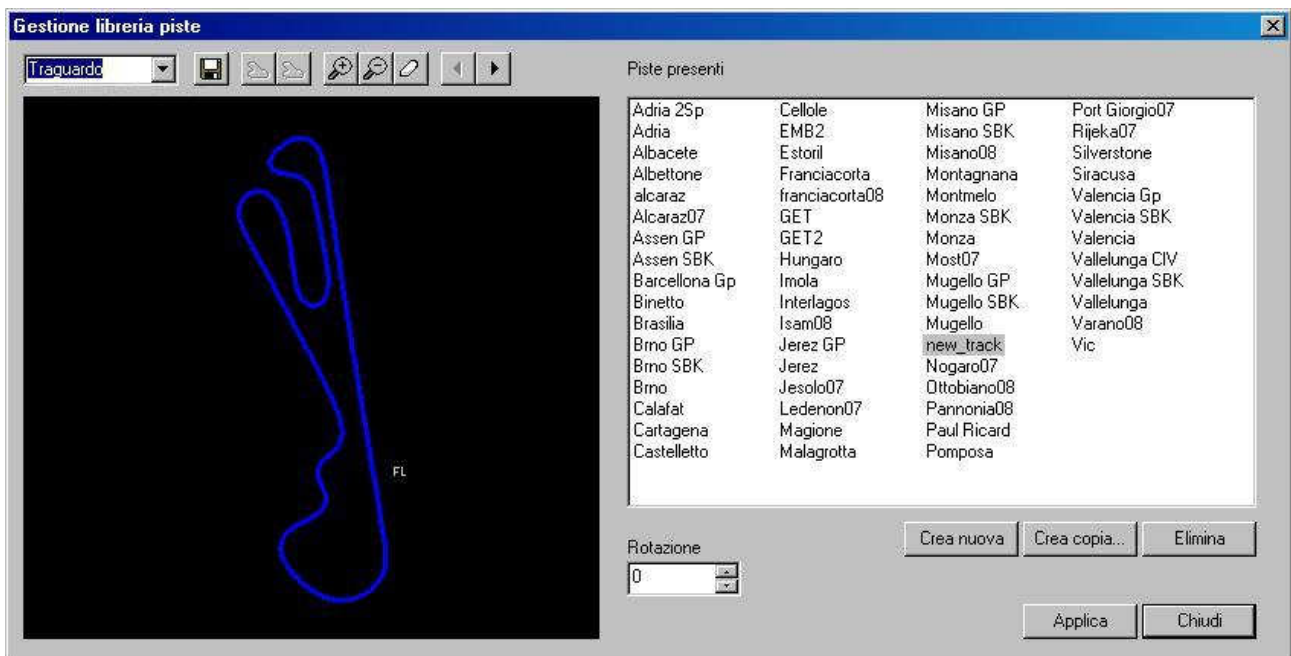 Gestione libreria piste
Traguardo
Piste presenti
Adria 2Sp Cellole Misano GP Port Giorgio07
Adria EMB2 Misano SBK Rijeka07
Albacete Estoril Misano08 Silverstone
Albettone Franciacorta Montagnana Siracusa
alcaraz franciacorta08 Montmelo Valencia Gp
Alcaraz07 GET Monza SBK Valencia SBK
Assen GP GET2 Monza Valencia
Assen SBK Hungaro Most07 Vallelunga CIV
Barcellona Gp Imola Mugello GP Vallelunga SBK
Binetto Interlagos Mugello SBK Vallelunga
Brasilia Isam08 Mugello Varano08
Brno GP Jerez GP new_track Vic
Brno SBK Jerez Nogaro07
Brno Jesolo07 Ottobiano08
Calafat Ledenon07 Pannonia08
Cartagena Magione Paul Ricard
Castelletto Malagrotta Pomposa
FL
Crea nuova Crea copia... Elimina
Rotazione
0
Applica Chiudi